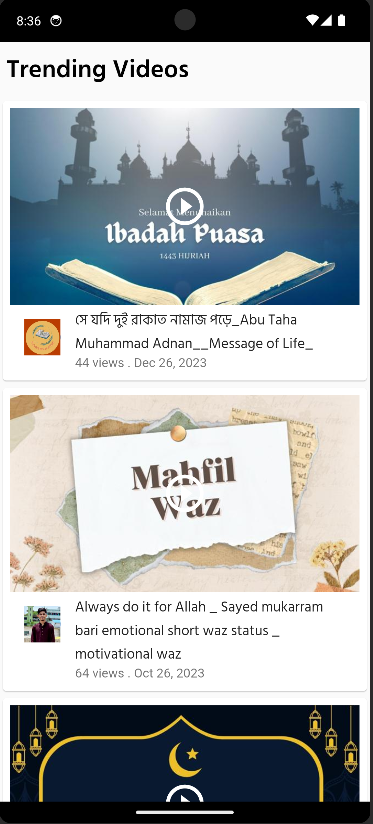 8:36
Trending Videos
Selamat Menunaikan
Ibadah Puasa
1443 HIJRIAH
সে যদি দুই রাকাত নামাজ পড়ে_Abu Taha
Muhammad Adnan__Message of Life_
44 views . Dec 26, 2023
Mahfil
Waz
Always do it for Allah _ Sayed mukarram
bari emotional short waz status _
motivational waz
64 views . Oct 26, 2023